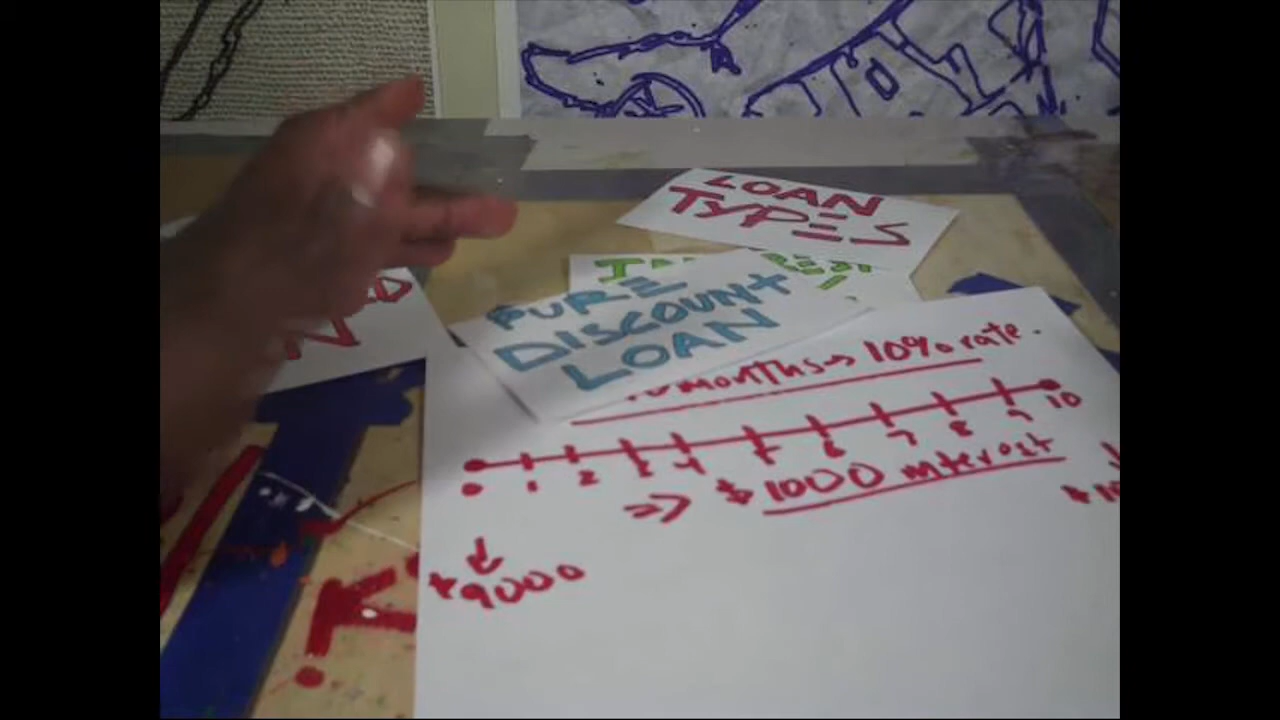 LOAN
TYPES
PURE
DISCOUNT
LOAN
months → 10% rate.
0 1 2 3 4 5 6 7 8 9 10
=> $1000 interest
$9000